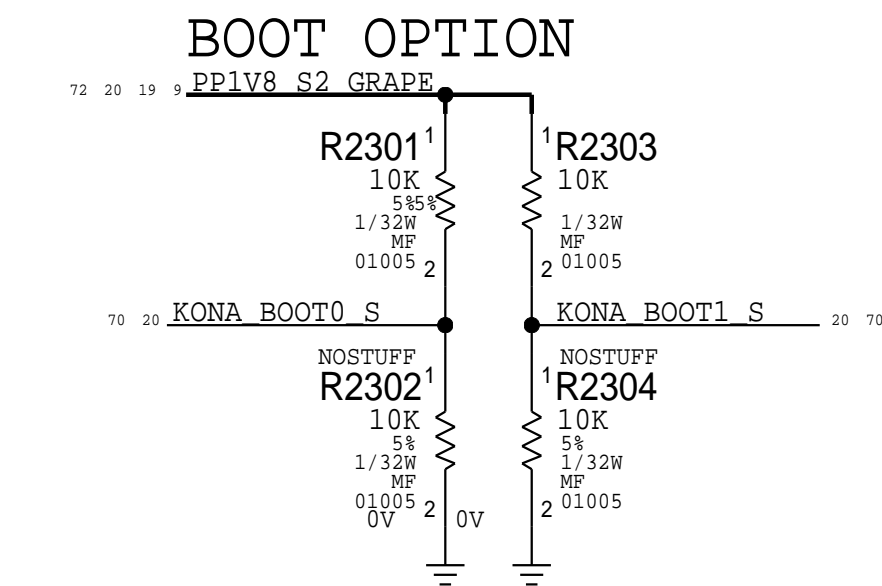 BOOT OPTION
72 20 19 9 PP1V8_S2_GRAPE
R2301 1
10K
5%5%
1/32W
MF
01005 2
1 R2303
10K
1/32W
MF
2 01005
70 20 KONA_BOOT0_S
KONA_BOOT1_S 20 70
NOSTUFF
R2302 1
10K
5%
1/32W
MF
01005 2
0V 0V
NOSTUFF
1 R2304
10K
5%
1/32W
MF
2 01005